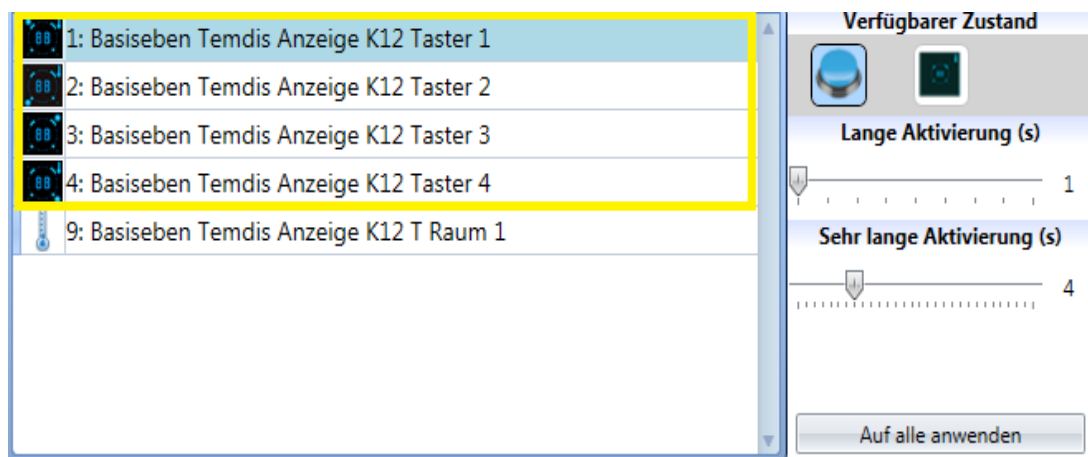 1: Basiseben Temdis Anzeige K12 Taster 1
2: Basiseben Temdis Anzeige K12 Taster 2
3: Basiseben Temdis Anzeige K12 Taster 3
4: Basiseben Temdis Anzeige K12 Taster 4
9: Basiseben Temdis Anzeige K12 T Raum 1
Verfügbarer Zustand
Lange Aktivierung (s)
1
Sehr lange Aktivierung (s)
4
Auf alle anwenden